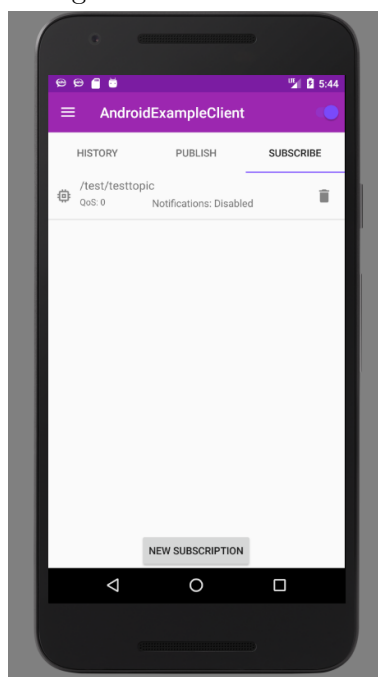 5:44
AndroidExampleClient
HISTORY PUBLISH SUBSCRIBE
/test/testtopic
QoS: 0 Notifications: Disabled
NEW SUBSCRIPTION